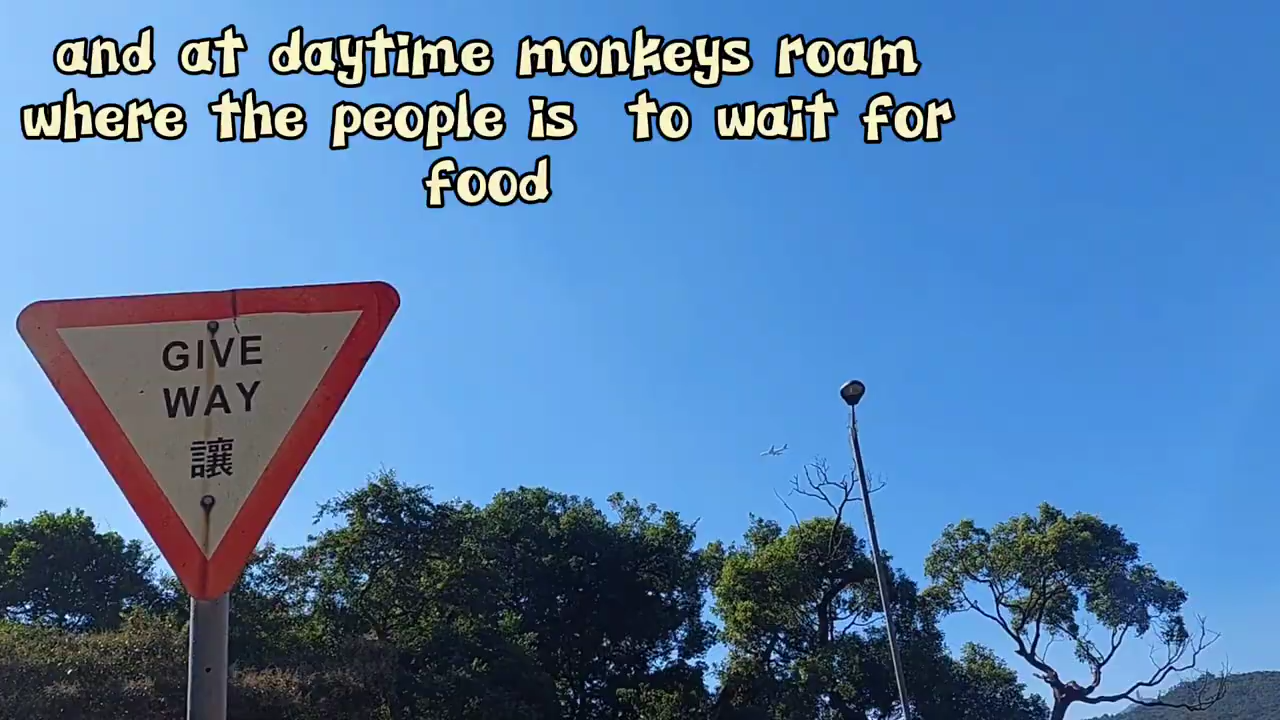 and at daytime monkeys roam
where the people is  to wait for
food
GIVE
WAY
讓